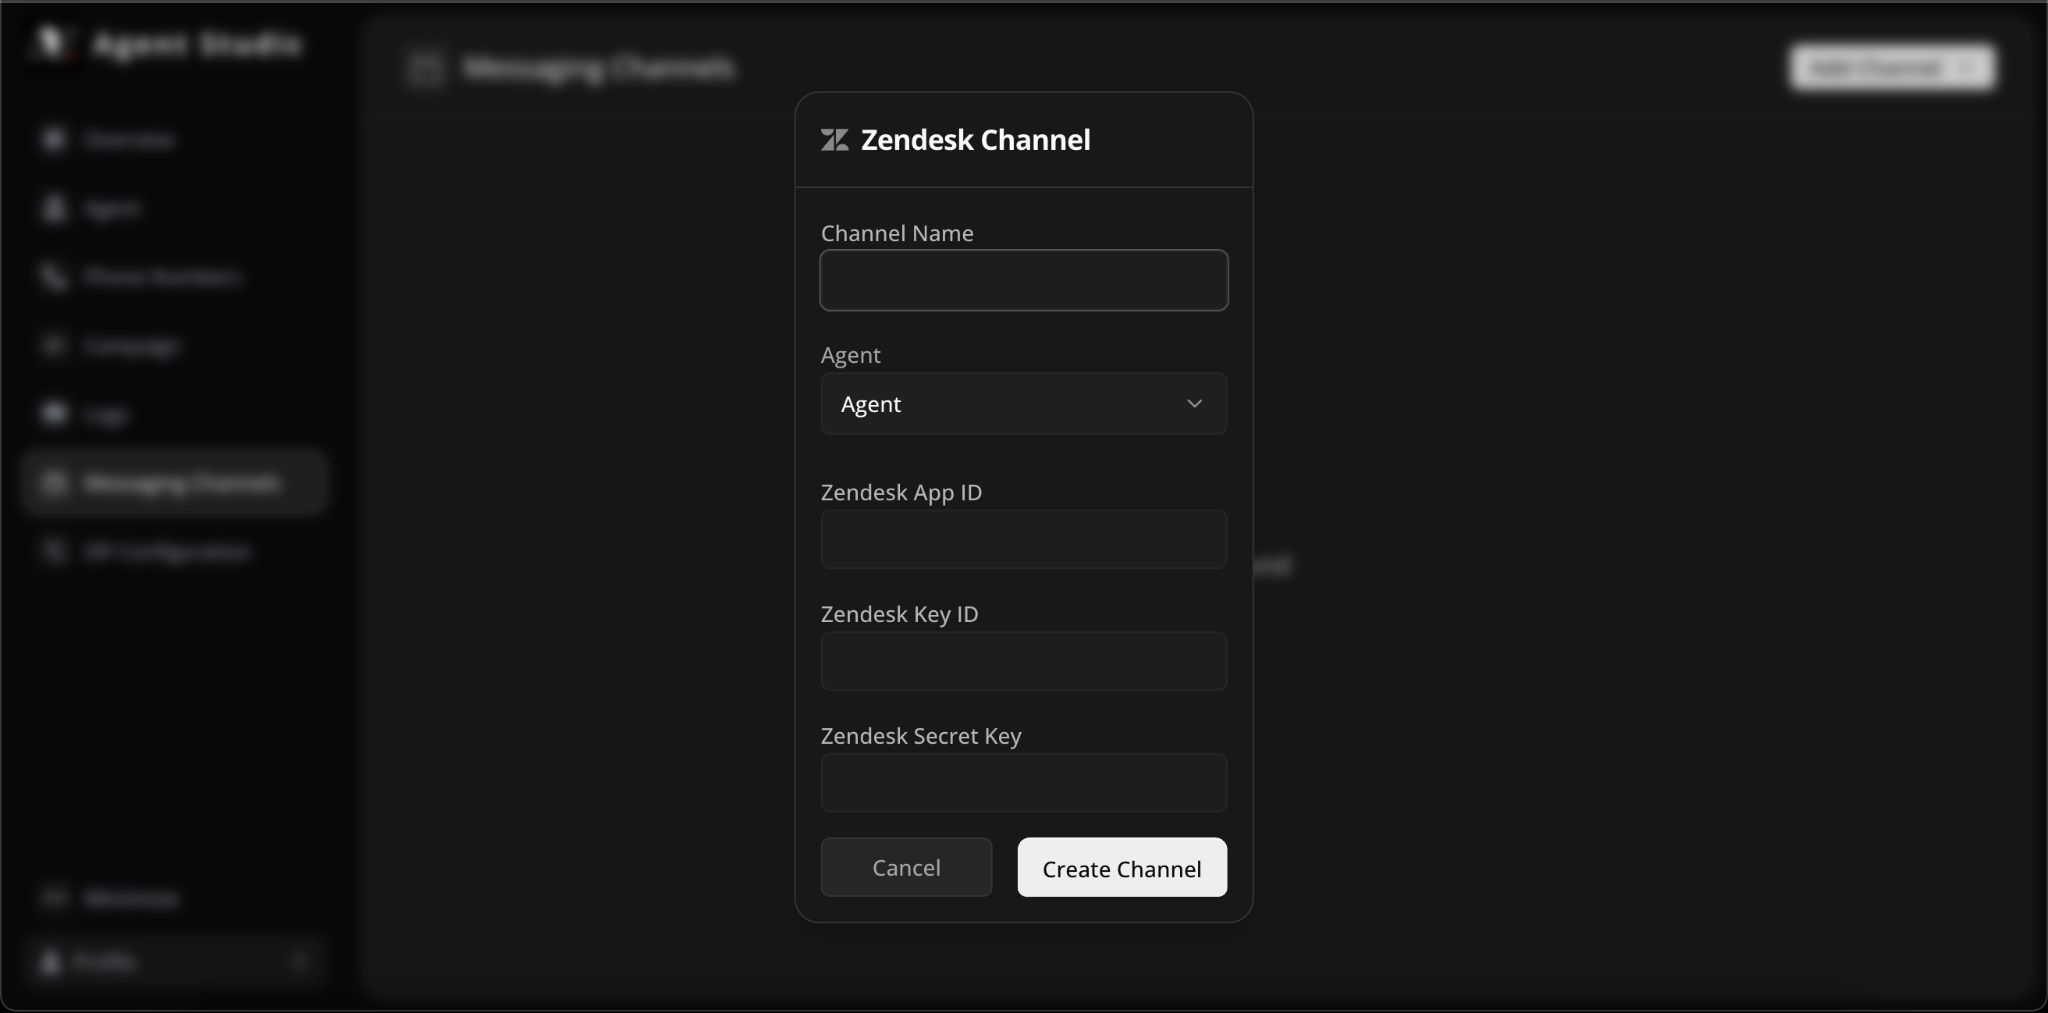 Agent Studio
Messaging Channels
Add Channel
Overview
Agent
Phone Numbers
Campaign
Logs
Messaging Channels
SIP Configuration
Minimize
Profile
Zendesk Channel
Channel Name
Agent
Agent
Zendesk App ID
Zendesk Key ID
Zendesk Secret Key
Cancel
Create Channel